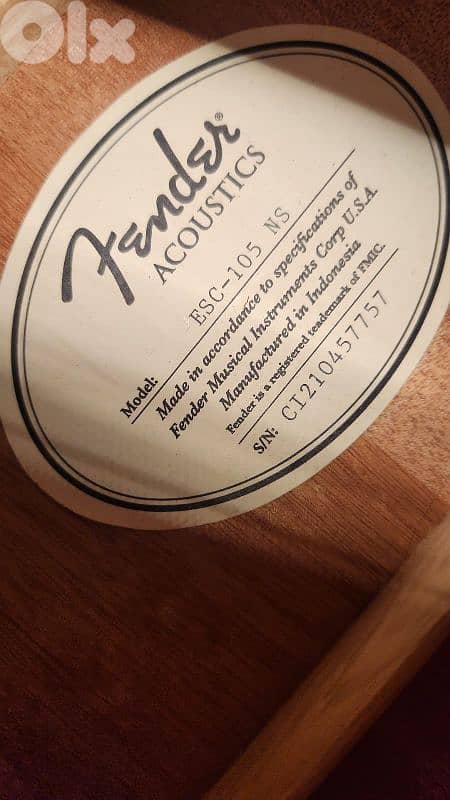 OLX
Fender®
ACOUSTICS
Model: ESC-105 NS
Made in accordance to specifications of
Fender Musical Instruments Corp U.S.A.
Manufactured in Indonesia
Fender is a registered teademark of FMIC.
S/N: CI210457757